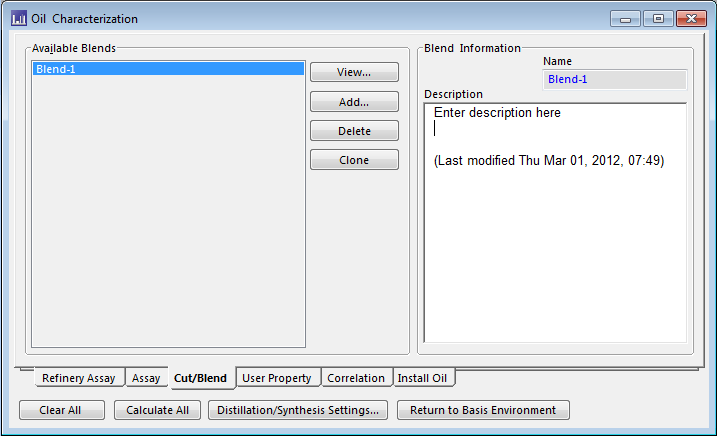 Oil Characterization
Available Blends
Blend-1
View...
Add...
Delete
Clone
Blend Information
Name
Blend-1
Description
Enter description here
(Last modified Thu Mar 01, 2012, 07:49)
Refinery Assay Assay Cut/Blend User Property Correlation Install Oil
Clear All Calculate All Distillation/Synthesis Settings... Return to Basis Environment